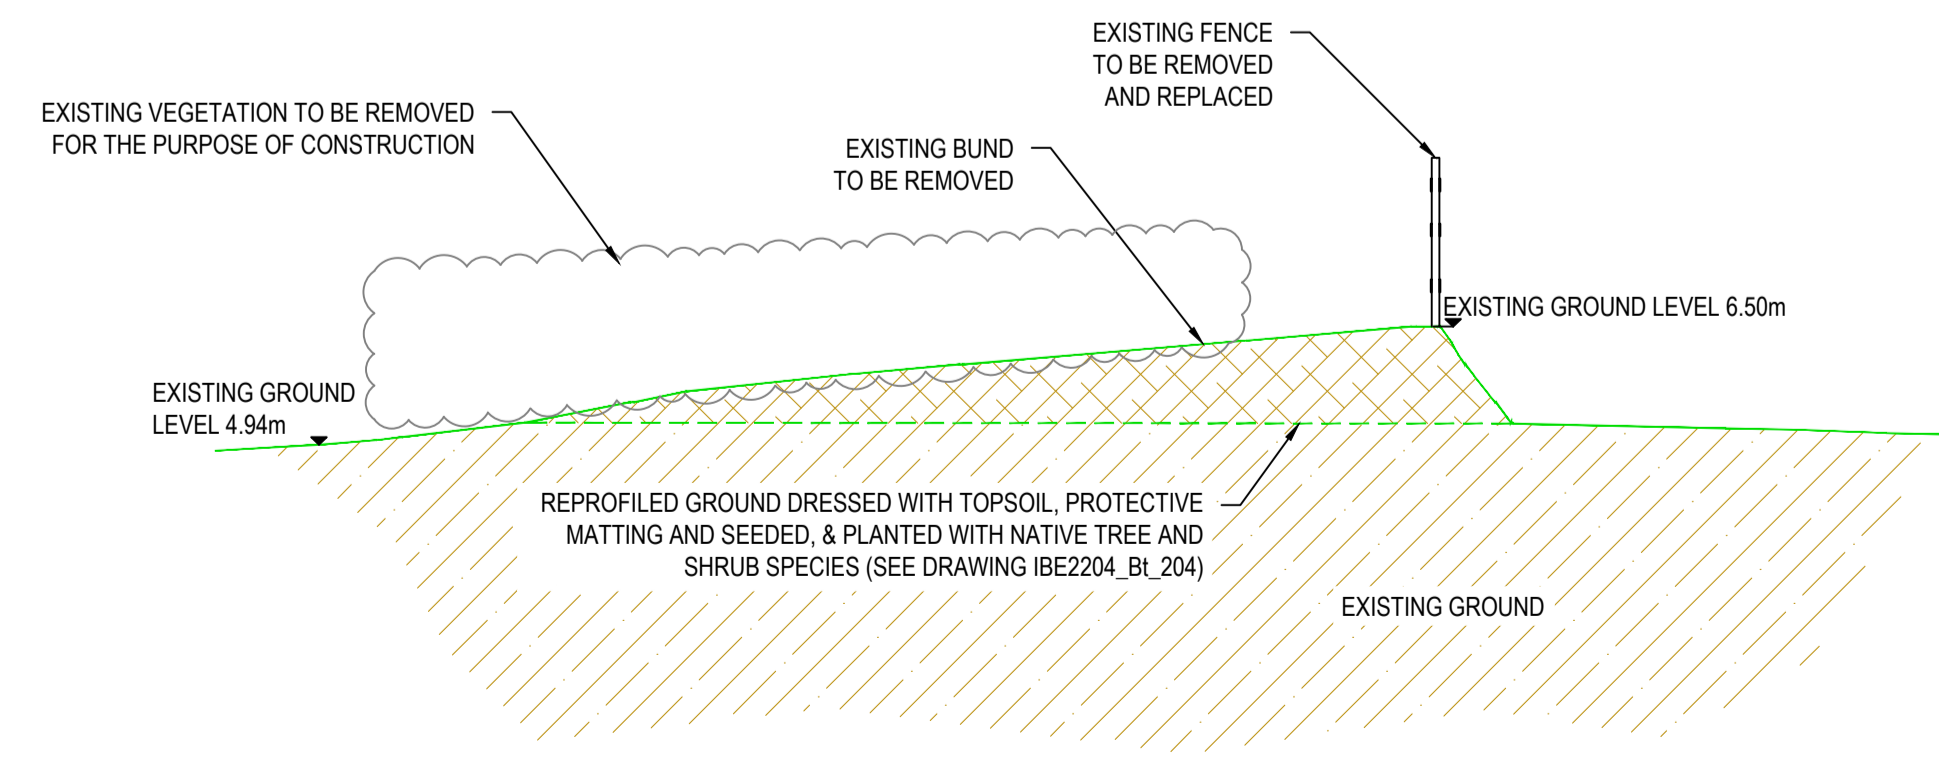 EXISTING FENCE
TO BE REMOVED
AND REPLACED
EXISTING VEGETATION TO BE REMOVED
FOR THE PURPOSE OF CONSTRUCTION
EXISTING BUND
TO BE REMOVED
EXISTING GROUND LEVEL 6.50m
EXISTING GROUND
LEVEL 4.94m
REPROFILED GROUND DRESSED WITH TOPSOIL, PROTECTIVE
MATTING AND SEEDED, & PLANTED WITH NATIVE TREE AND
SHRUB SPECIES (SEE DRAWING IBE2204_Bt_204)
EXISTING GROUND